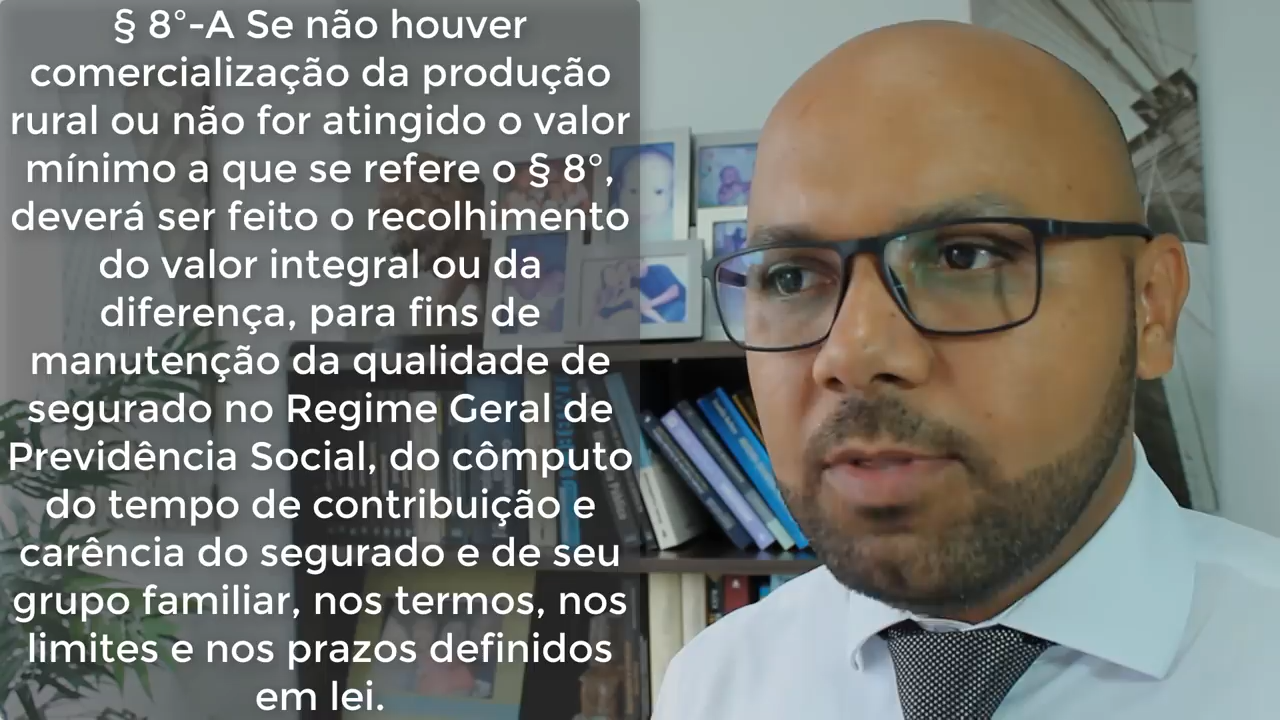 § 8°-A Se não houver
comercialização da produção
rural ou não for atingido o valor
mínimo a que se refere o § 8°,
deverá ser feito o recolhimento
do valor integral ou da
diferença, para fins de
manutenção da qualidade de
segurado no Regime Geral de
Previdência Social, do cômputo
do tempo de contribuição e
carência do segurado e de seu
grupo familiar, nos termos, nos
limites e nos prazos definidos
em lei.